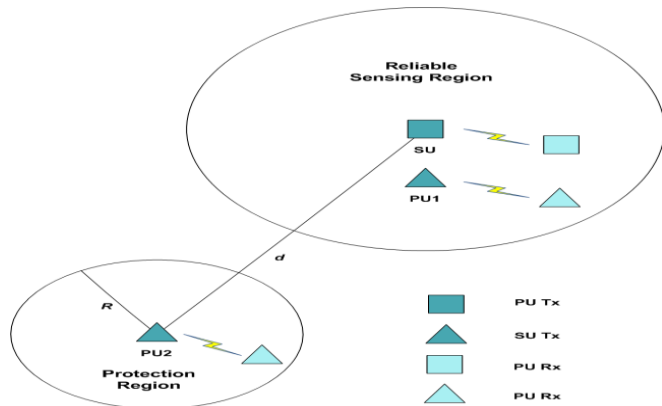 Reliable
Sensing Region
SU
PU1
d
R
PU2
Protection
Region
PU Tx
SU Tx
PU Rx
PU Rx